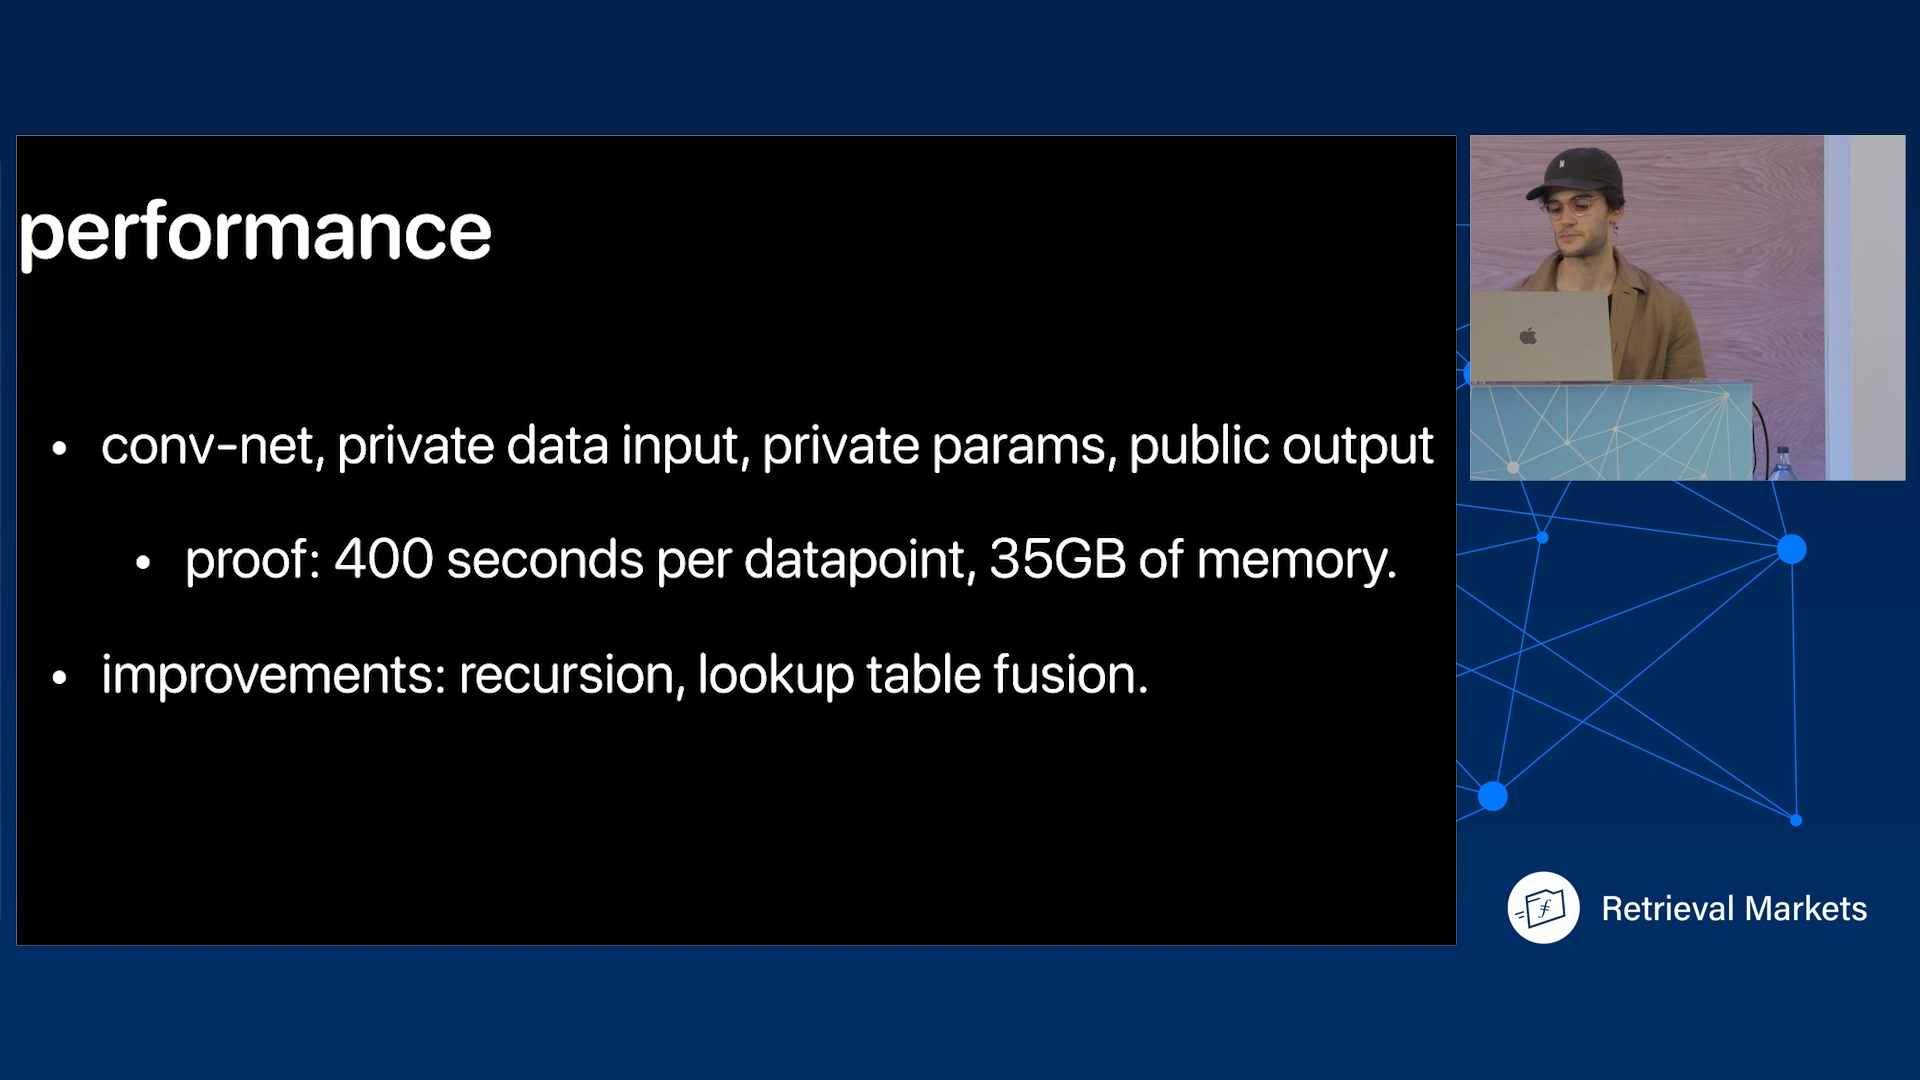 performance
• conv-net, private data input, private params, public output
• proof: 400 seconds per datapoint, 35GB of memory.
• improvements: recursion, lookup table fusion.
Retrieval Markets